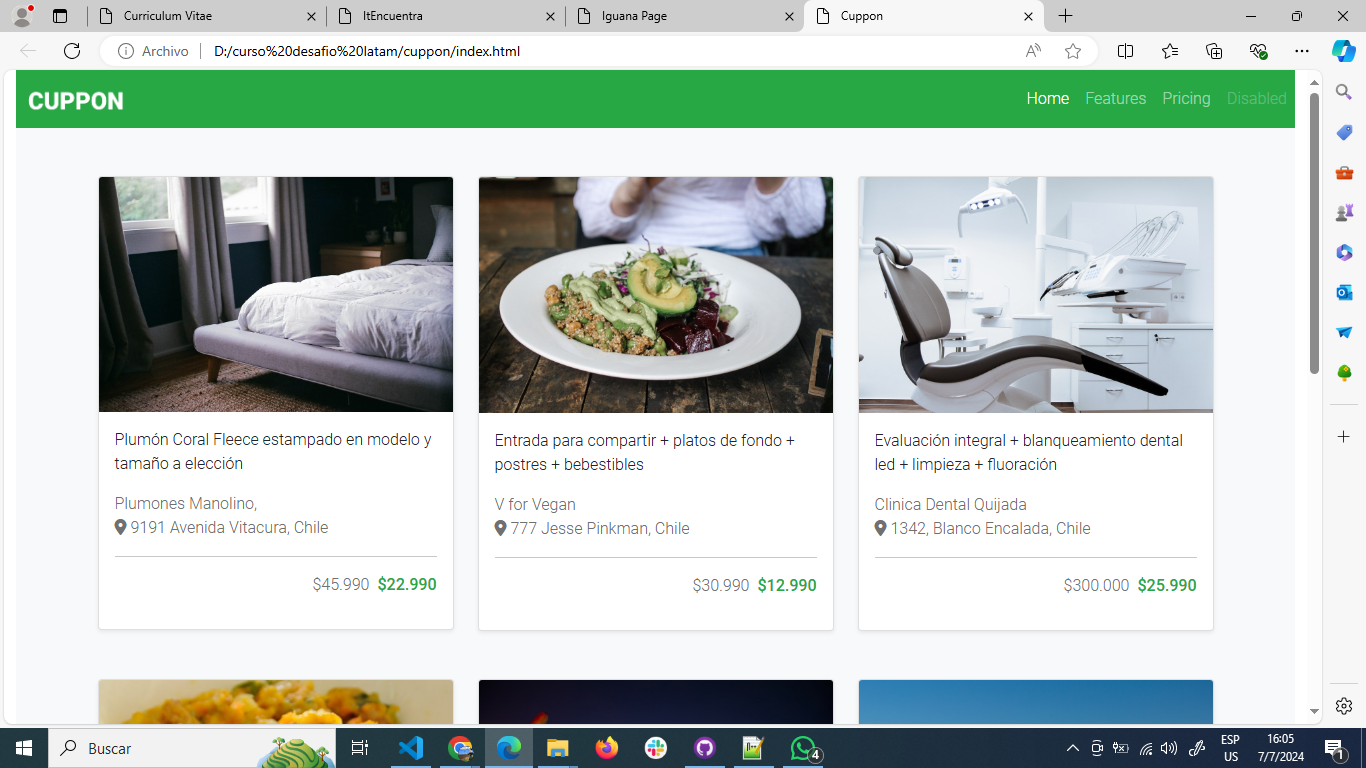 Curriculum Vitae
ItEncuentra
Iguana Page
Cuppon
Archivo
D:/curso%20desafio%20latam/cuppon/index.html
CUPPON
Home
Features
Pricing
Disabled
Plumón Coral Fleece estampado en modelo y
tamaño a elección
Plumones Manolino,
9191 Avenida Vitacura, Chile
$45.990 $22.990
Entrada para compartir + platos de fondo +
postres + bebestibles
V for Vegan
777 Jesse Pinkman, Chile
$30.990 $12.990
Evaluación integral + blanqueamiento dental
led + limpieza + fluoración
Clinica Dental Quijada
1342, Blanco Encalada, Chile
$300.000 $25.990
Buscar
4
ESP
US
16:05
7/7/2024
1